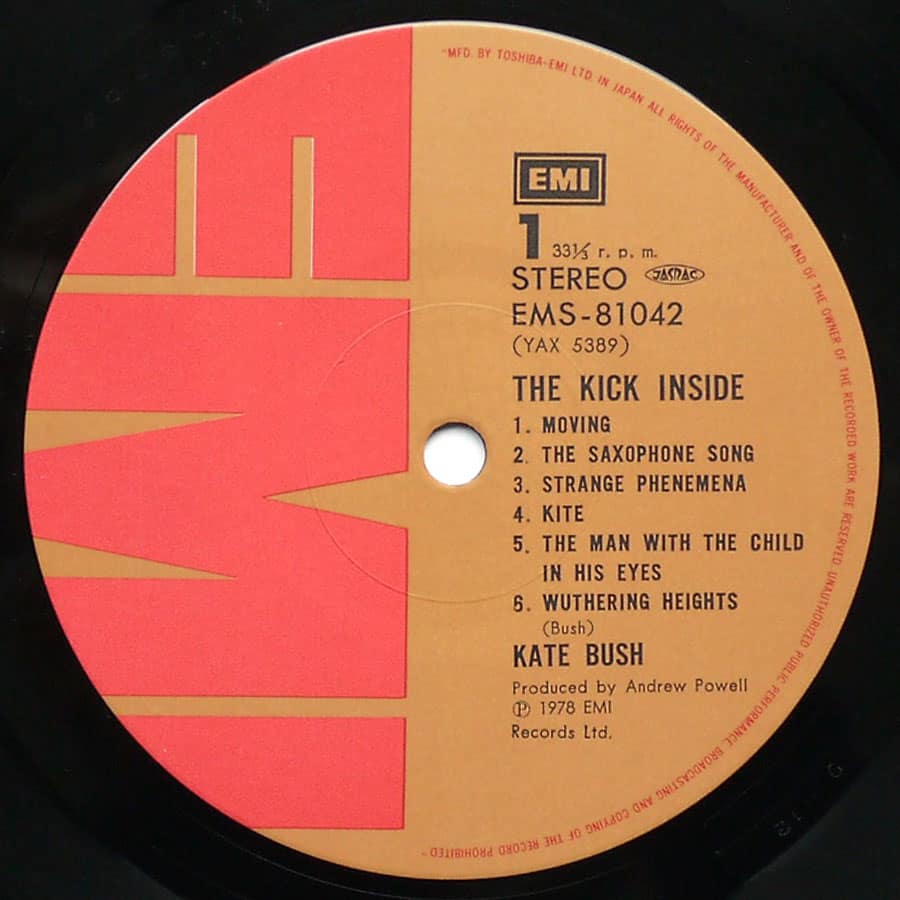 "MFD. BY TOSHIBA-EMI LTD. IN JAPAN ALL RIGHTS OF THE MANUFACTURER AND OF THE OWNER OF THE RECORDED WORK ARE RESERVED. UNAUTHORIZED PUBLIC PERFORMANCE BROADCASTING AND COPYING OF THE RECORD PROHIBITED"
EMI
EMI
1 33⅓ r. p. m.
STEREO JASRAC
EMS-81042
(YAX 5389)
THE KICK INSIDE
1. MOVING
2. THE SAXOPHONE SONG
3. STRANGE PHENEMENA
4. KITE
5. THE MAN WITH THE CHILD
IN HIS EYES
6. WUTHERING HEIGHTS
(Bush)
KATE BUSH
Produced by Andrew Powell
Ⓟ 1978 EMI
Records Ltd.